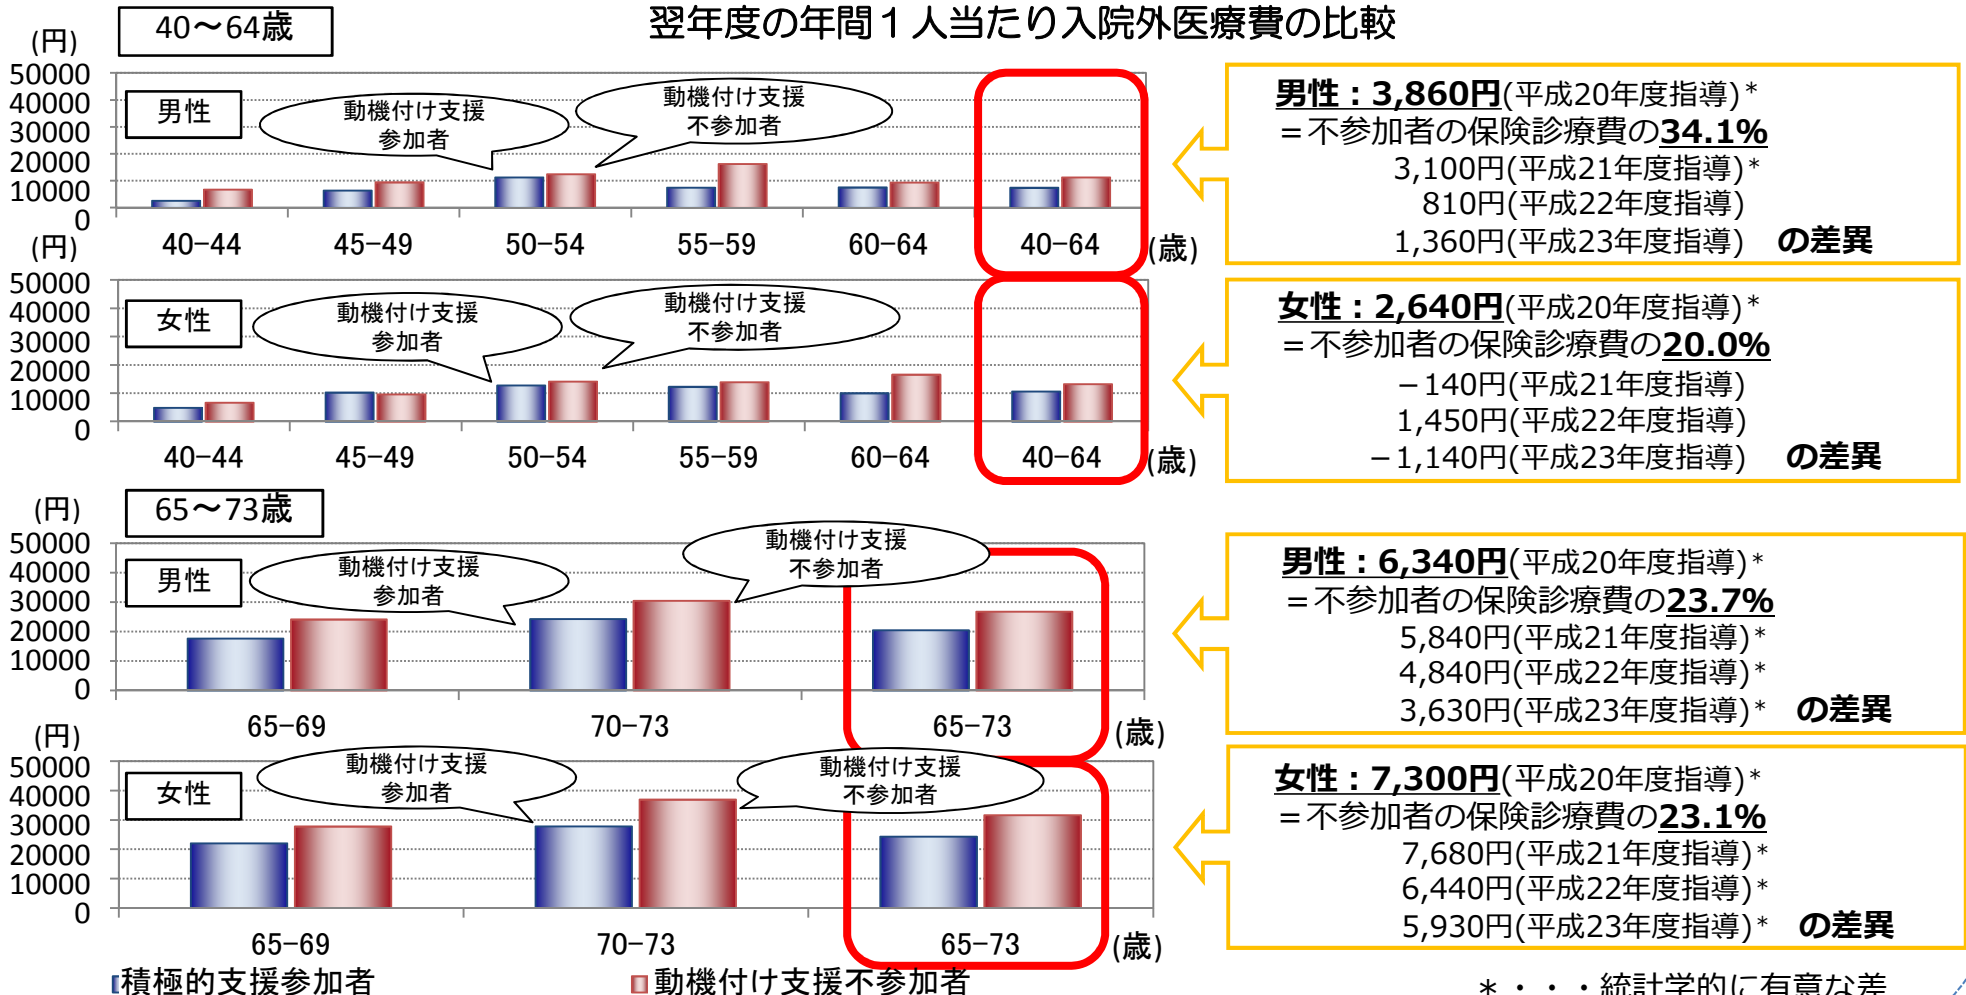 翌年度の年間１人当たり入院外医療費の比較
40～64歳
(円)
50000
40000
30000
20000
10000
0
男性
動機付け支援
参加者
動機付け支援
不参加者
40-44
45-49
50-54
55-59
60-64
40-64
(歳)
男性：3,860円(平成20年度指導)*
＝不参加者の保険診療費の34.1%
3,100円(平成21年度指導)*
810円(平成22年度指導)
1,360円(平成23年度指導) の差異
(円)
50000
40000
30000
20000
10000
0
女性
動機付け支援
参加者
動機付け支援
不参加者
40-44
45-49
50-54
55-59
60-64
40-64
(歳)
女性：2,640円(平成20年度指導)*
＝不参加者の保険診療費の20.0%
－140円(平成21年度指導)
1,450円(平成22年度指導)
－1,140円(平成23年度指導) の差異
65～73歳
(円)
50000
40000
30000
20000
10000
0
男性
動機付け支援
参加者
動機付け支援
不参加者
65-69
70-73
65-73
(歳)
男性：6,340円(平成20年度指導)*
＝不参加者の保険診療費の23.7%
5,840円(平成21年度指導)*
4,840円(平成22年度指導)*
3,630円(平成23年度指導)* の差異
(円)
50000
40000
30000
20000
10000
0
女性
動機付け支援
参加者
動機付け支援
不参加者
65-69
70-73
65-73
(歳)
女性：7,300円(平成20年度指導)*
＝不参加者の保険診療費の23.1%
7,680円(平成21年度指導)*
6,440円(平成22年度指導)*
5,930円(平成23年度指導)* の差異
積極的支援参加者
動機付け支援不参加者
*・・・統計学的に有意な差